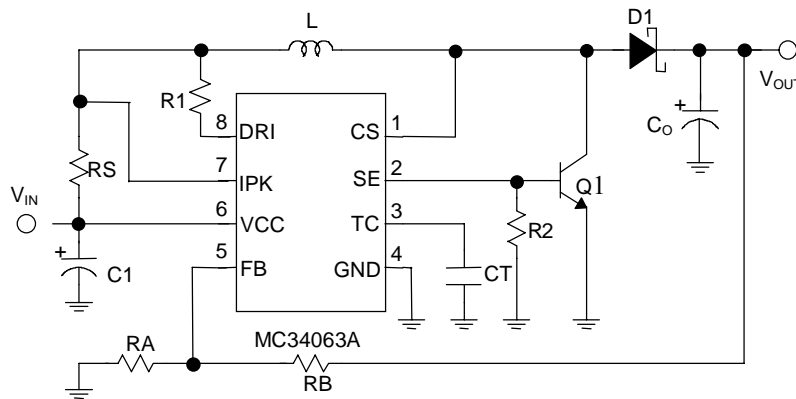 L
D1
R1
V_OUT
8
DRI
CS
1
C_O
+
RS
7
IPK
SE
2
Q1
V_IN
6
VCC
TC
3
R2
+
5
FB
GND
4
CT
C1
RA
MC34063A
RB